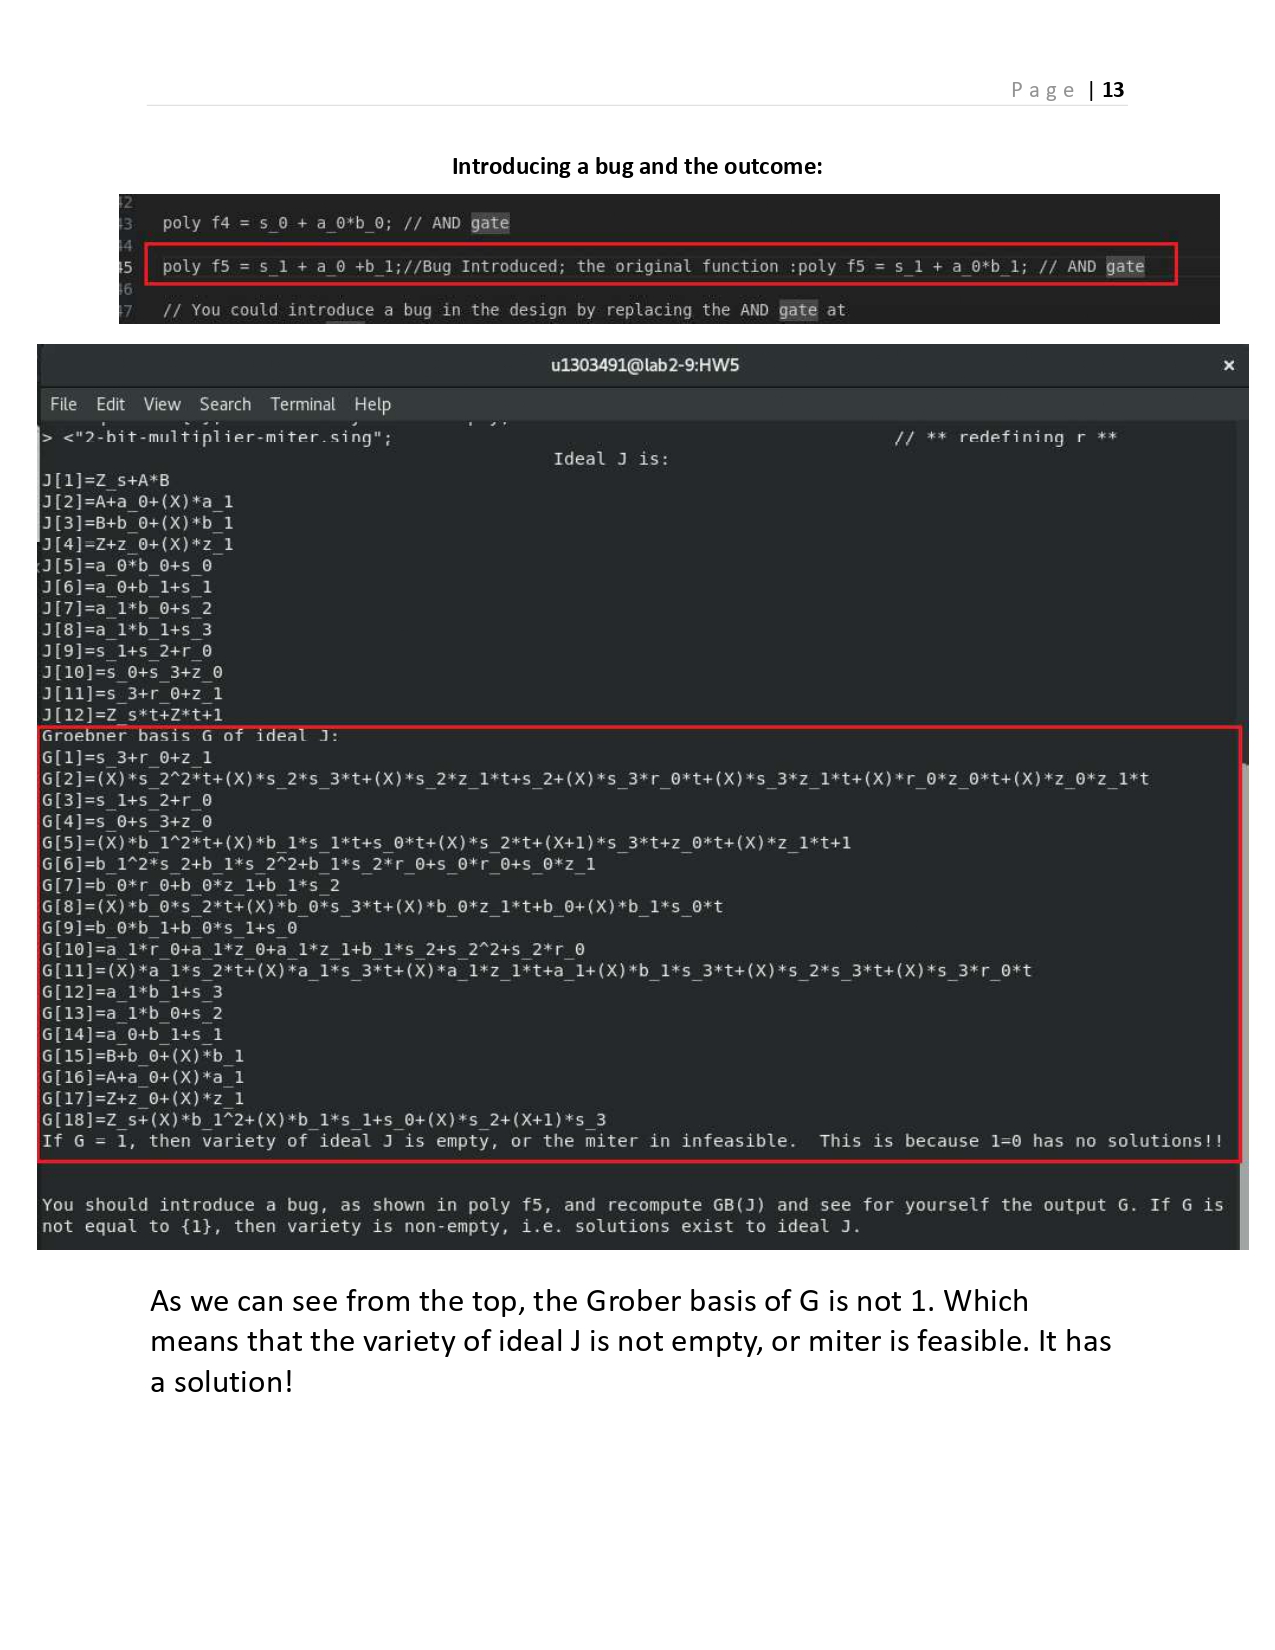 Page | 13
Introducing a bug and the outcome:
42
43 poly f4 = s_0 + a_0*b_0; // AND gate
44
45 poly f5 = s_1 + a_0 +b_1;//Bug Introduced; the original function :poly f5 = s_1 + a_0*b_1; // AND gate
46
47 // You could introduce a bug in the design by replacing the AND gate at
u1303491@lab2-9:HW5 ×
File Edit View Search Terminal Help
> <"2-bit-multiplier-miter.sing"; // ** redefining r **
Ideal J is:
J[1]=Z_s+A*B
J[2]=A+a_0+(X)*a_1
J[3]=B+b_0+(X)*b_1
J[4]=Z+z_0+(X)*z_1
J[5]=a_0*b_0+s_0
J[6]=a_0+b_1+s_1
J[7]=a_1*b_0+s_2
J[8]=a_1*b_1+s_3
J[9]=s_1+s_2+r_0
J[10]=s_0+s_3+z_0
J[11]=s_3+r_0+z_1
J[12]=Z_s*t+Z*t+1
Groebner basis G of ideal J:
G[1]=s_3+r_0+z_1
G[2]=(X)*s_2^2*t+(X)*s_2*s_3*t+(X)*s_2*z_1*t+s_2+(X)*s_3*r_0*t+(X)*s_3*z_1*t+(X)*r_0*z_0*t+(X)*z_0*z_1*t
G[3]=s_1+s_2+r_0
G[4]=s_0+s_3+z_0
G[5]=(X)*b_1^2*t+(X)*b_1*s_1*t+s_0*t+(X)*s_2*t+(X+1)*s_3*t+z_0*t+(X)*z_1*t+1
G[6]=b_1^2*s_2+b_1*s_2^2+b_1*s_2*r_0+s_0*r_0+s_0*z_1
G[7]=b_0*r_0+b_0*z_1+b_1*s_2
G[8]=(X)*b_0*s_2*t+(X)*b_0*s_3*t+(X)*b_0*z_1*t+b_0+(X)*b_1*s_0*t
G[9]=b_0*b_1+b_0*s_1+s_0
G[10]=a_1*r_0+a_1*z_0+a_1*z_1+b_1*s_2+s_2^2+s_2*r_0
G[11]=(X)*a_1*s_2*t+(X)*a_1*s_3*t+(X)*a_1*z_1*t+a_1+(X)*b_1*s_3*t+(X)*s_2*s_3*t+(X)*s_3*r_0*t
G[12]=a_1*b_1+s_3
G[13]=a_1*b_0+s_2
G[14]=a_0+b_1+s_1
G[15]=B+b_0+(X)*b_1
G[16]=A+a_0+(X)*a_1
G[17]=Z+z_0+(X)*z_1
G[18]=Z_s+(X)*b_1^2+(X)*b_1*s_1+s_0+(X)*s_2+(X+1)*s_3
If G = 1, then variety of ideal J is empty, or the miter in infeasible. This is because 1=0 has no solutions!!
You should introduce a bug, as shown in poly f5, and recompute GB(J) and see for yourself the output G. If G is
not equal to {1}, then variety is non-empty, i.e. solutions exist to ideal J.
As we can see from the top, the Grober basis of G is not 1. Which
means that the variety of ideal J is not empty, or miter is feasible. It has
a solution!